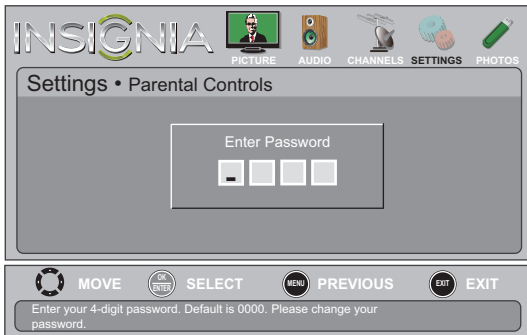 INSIGNIA
PICTURE AUDIO CHANNELS SETTINGS PHOTOS
Settings • Parental Controls
Enter Password
MOVE OK ENTER SELECT MENU PREVIOUS EXIT EXIT
Enter your 4-digit password. Default is 0000. Please change your
password.